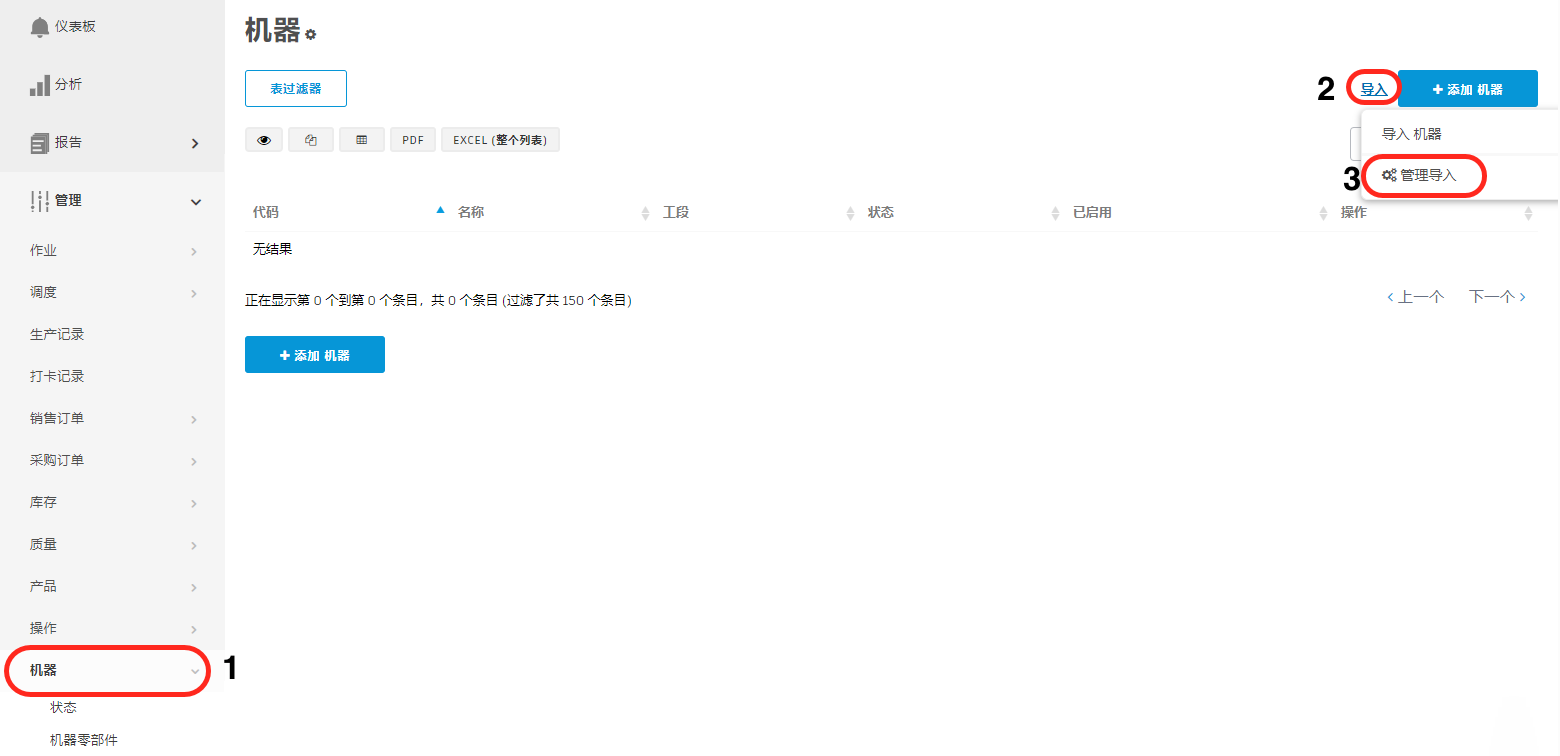 仪表板
分析
报告
管理
作业
调度
生产记录
打卡记录
销售订单
采购订单
库存
质量
产品
操作
机器
1
状态
机器零部件
机器
表过滤器
2
导入
添加 机器
导入 机器
3
管理导入
PDF
EXCEL (整个列表)
代码
名称
工段
状态
已启用
操作
无结果
正在显示第 0 个到第 0 个条目，共 0 个条目 (过滤了共 150 个条目)
上一个
下一个
添加 机器